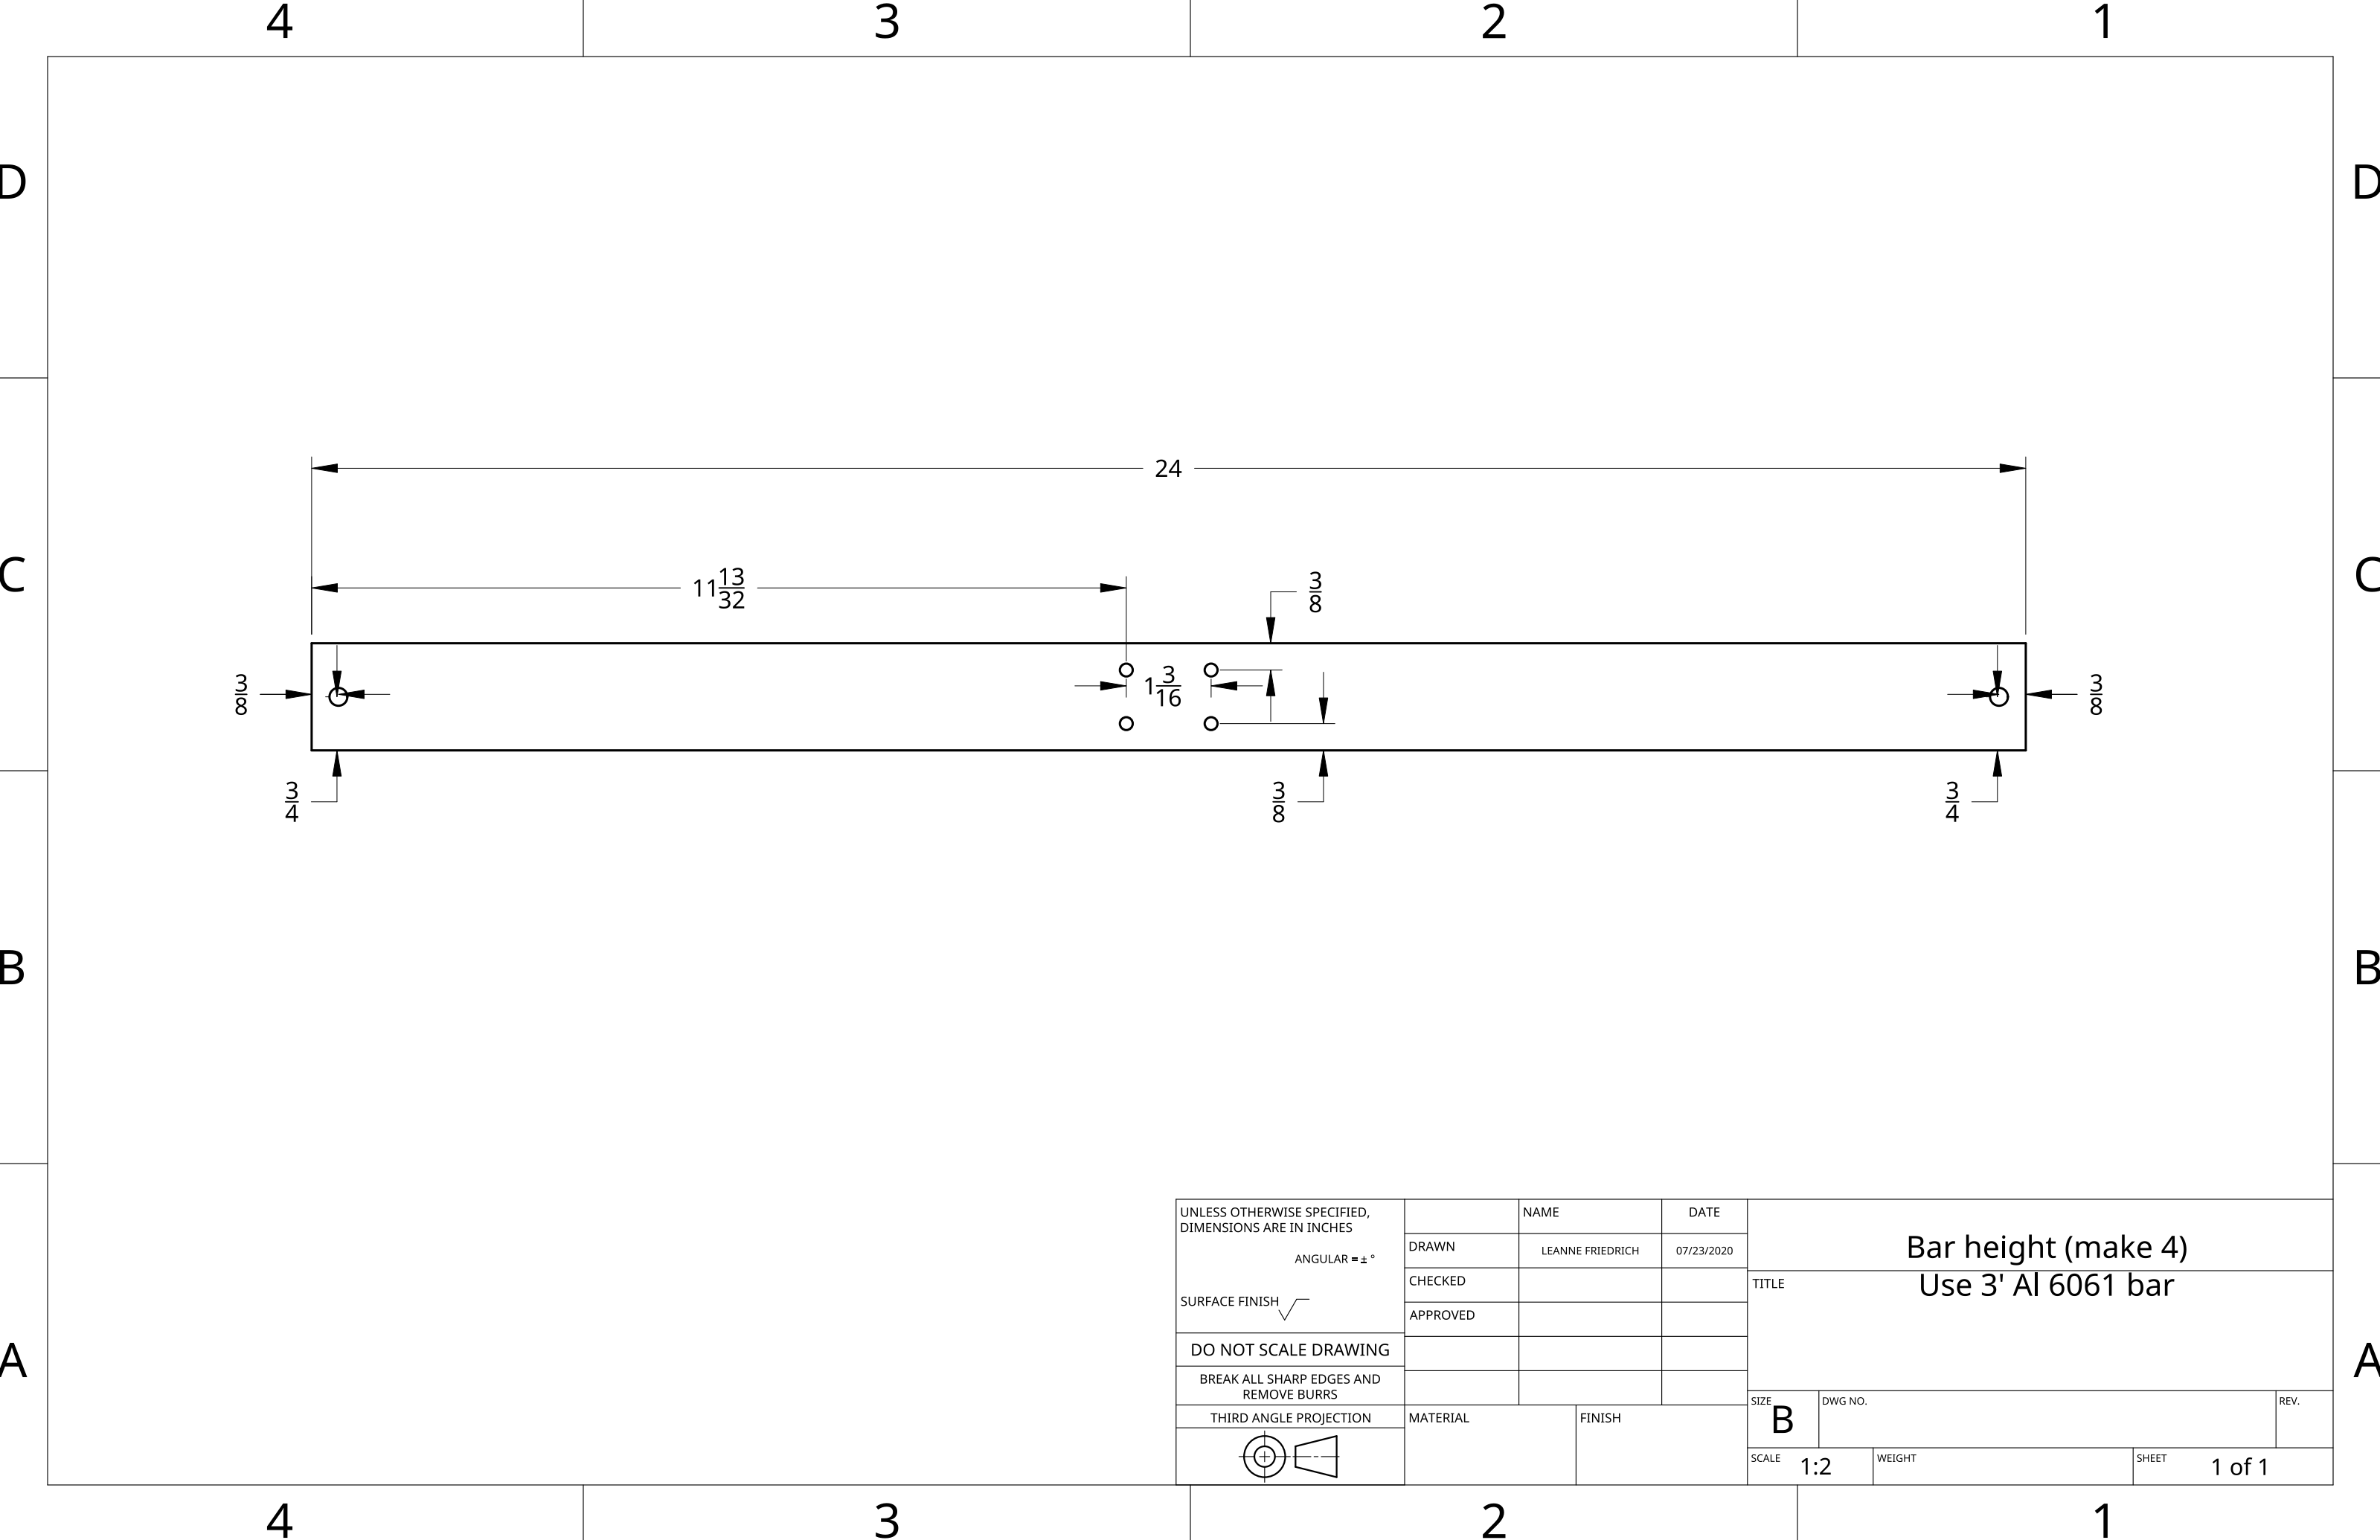 4 3 2 1
D D
24
11 13/32
3/8
C C
1 3/16
3/8 3/8
3/4 3/8 3/4
B B
UNLESS OTHERWISE SPECIFIED,
DIMENSIONS ARE IN INCHES
ANGULAR = ± °
SURFACE FINISH
DO NOT SCALE DRAWING
BREAK ALL SHARP EDGES AND
REMOVE BURRS
THIRD ANGLE PROJECTION
NAME DATE
DRAWN LEANNE FRIEDRICH 07/23/2020
CHECKED
APPROVED
MATERIAL FINISH
Bar height (make 4)
TITLE Use 3' Al 6061 bar
SIZE B DWG NO. REV.
SCALE 1:2 WEIGHT SHEET 1 of 1
A A
4 3 2 1